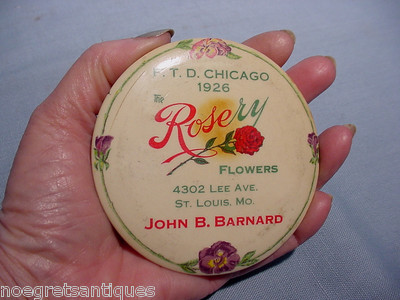 F. T. D. CHICAGO
1926
THE
Rosery
FLOWERS
4302 LEE AVE.
ST. LOUIS. MO.
JOHN B. BARNARD
noegretsantiques